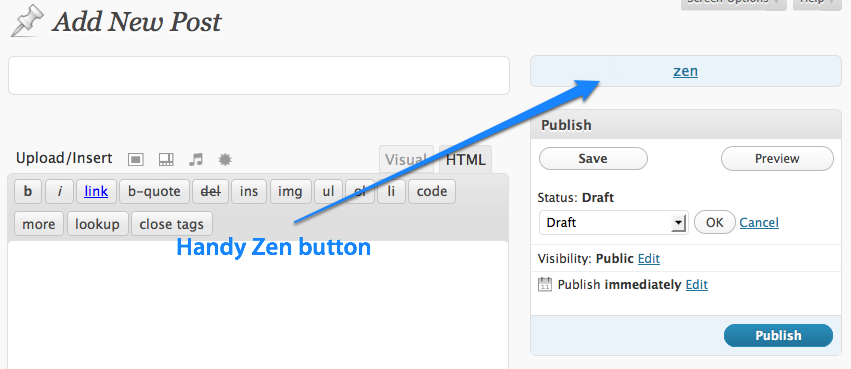 Add New Post
Screen Options
Help
zen
Publish
Upload/Insert
Visual
HTML
Save
Preview
b i link b-quote del ins img ul ol li code
more lookup close tags
Status: Draft
Draft
OK
Cancel
Handy Zen button
Visibility: Public Edit
11
Publish immediately Edit
Publish